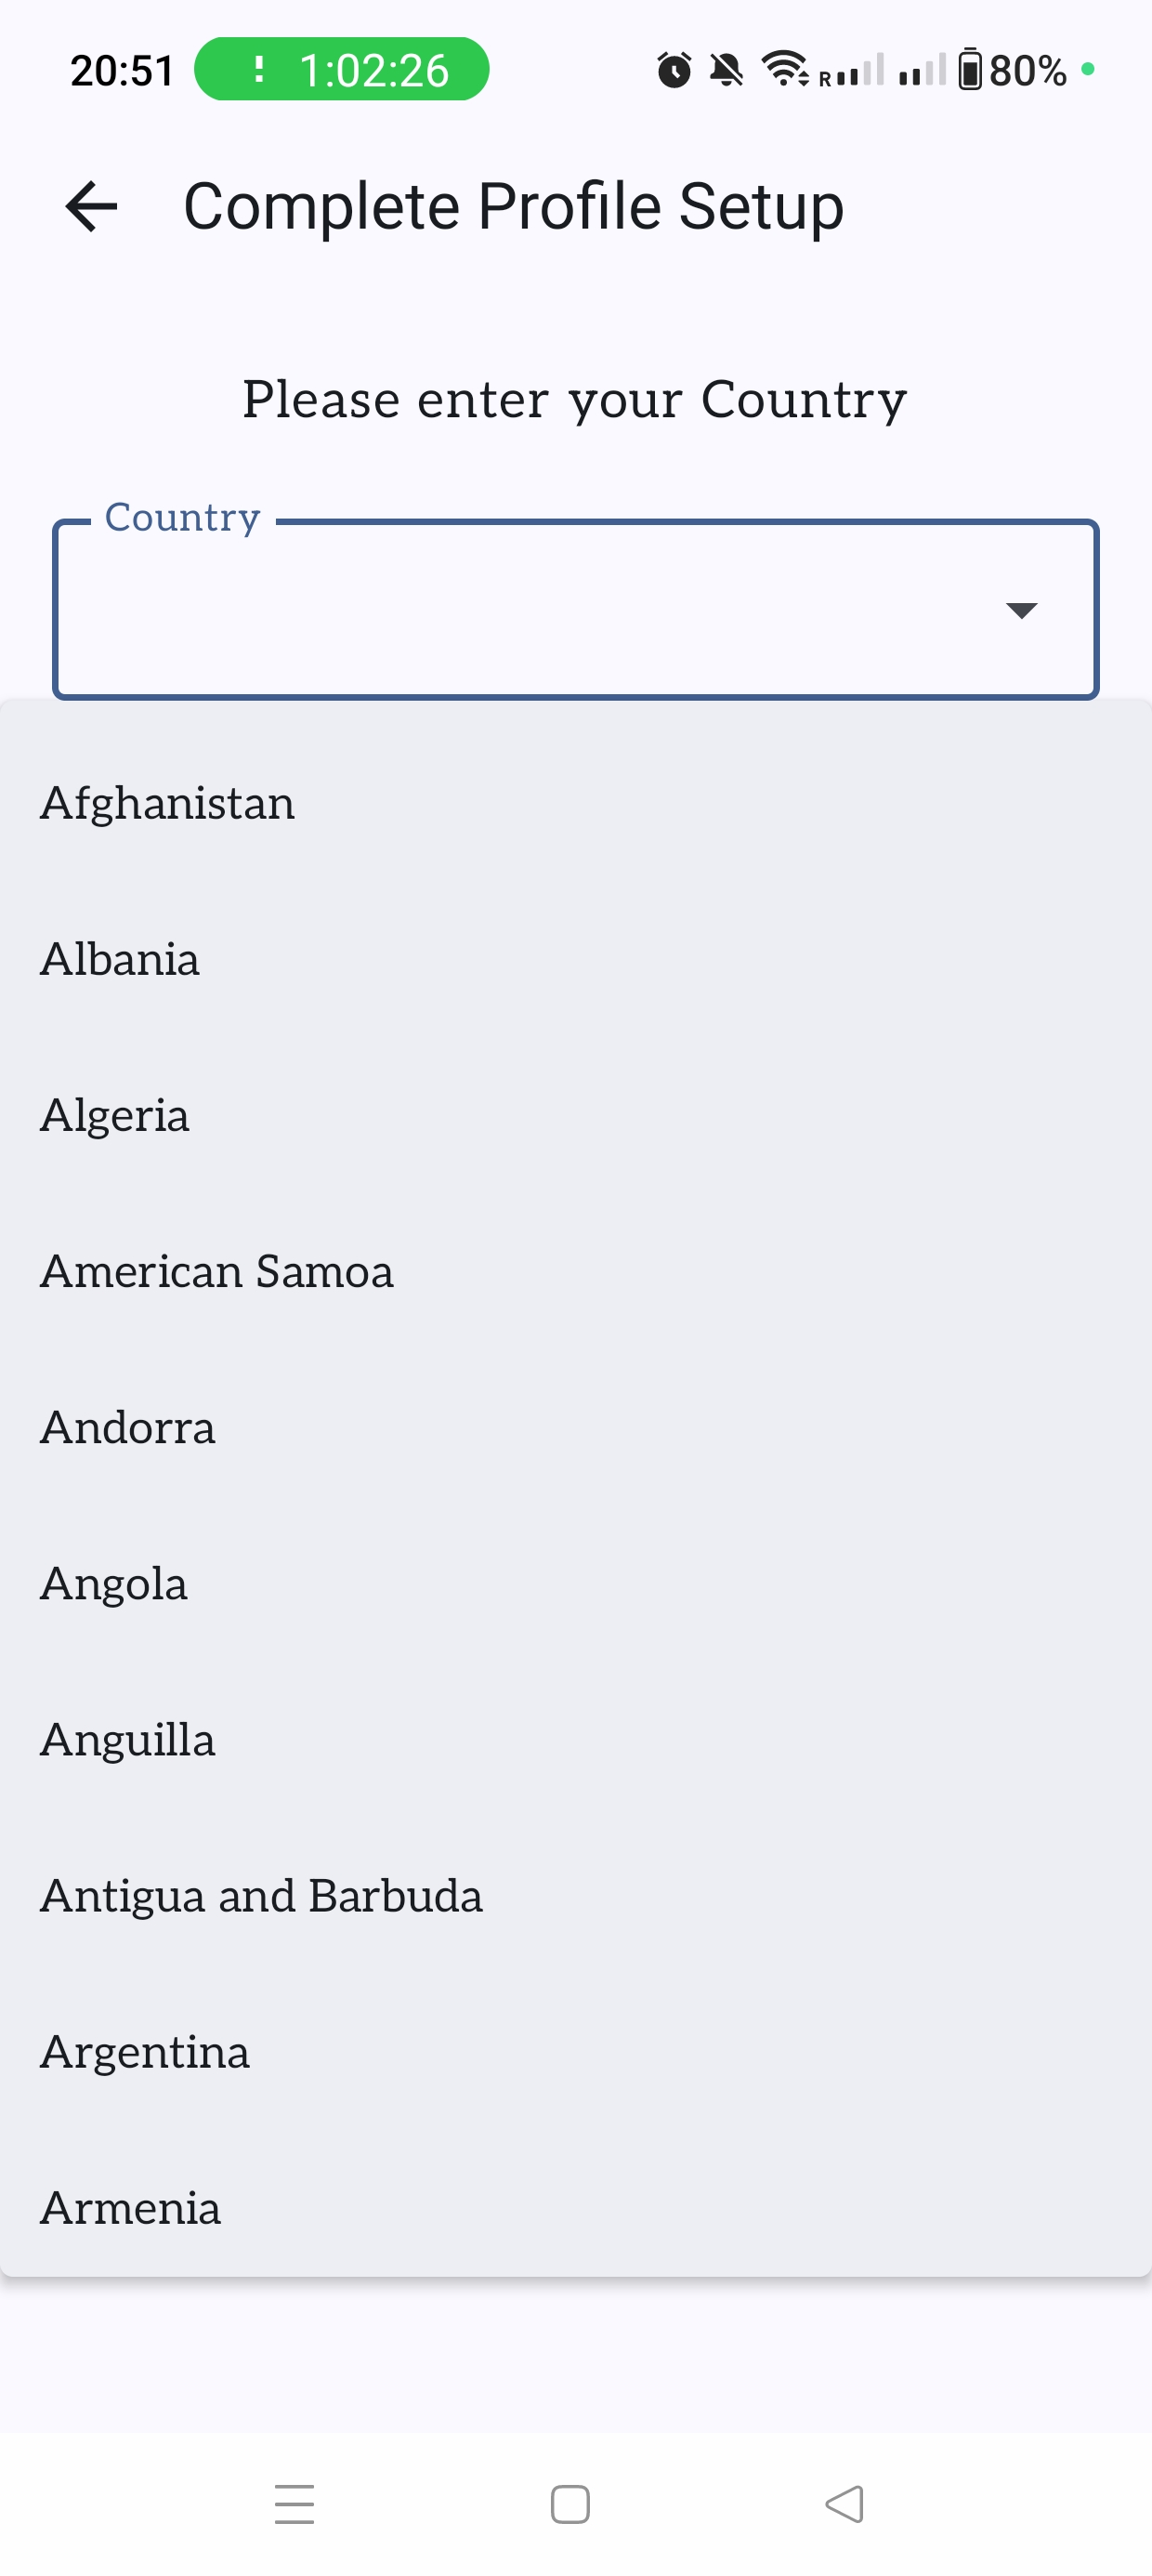 20:51 1:02:26 R 80%
Complete Profile Setup
Please enter your Country
Country
Afghanistan
Albania
Algeria
American Samoa
Andorra
Angola
Anguilla
Antigua and Barbuda
Argentina
Armenia